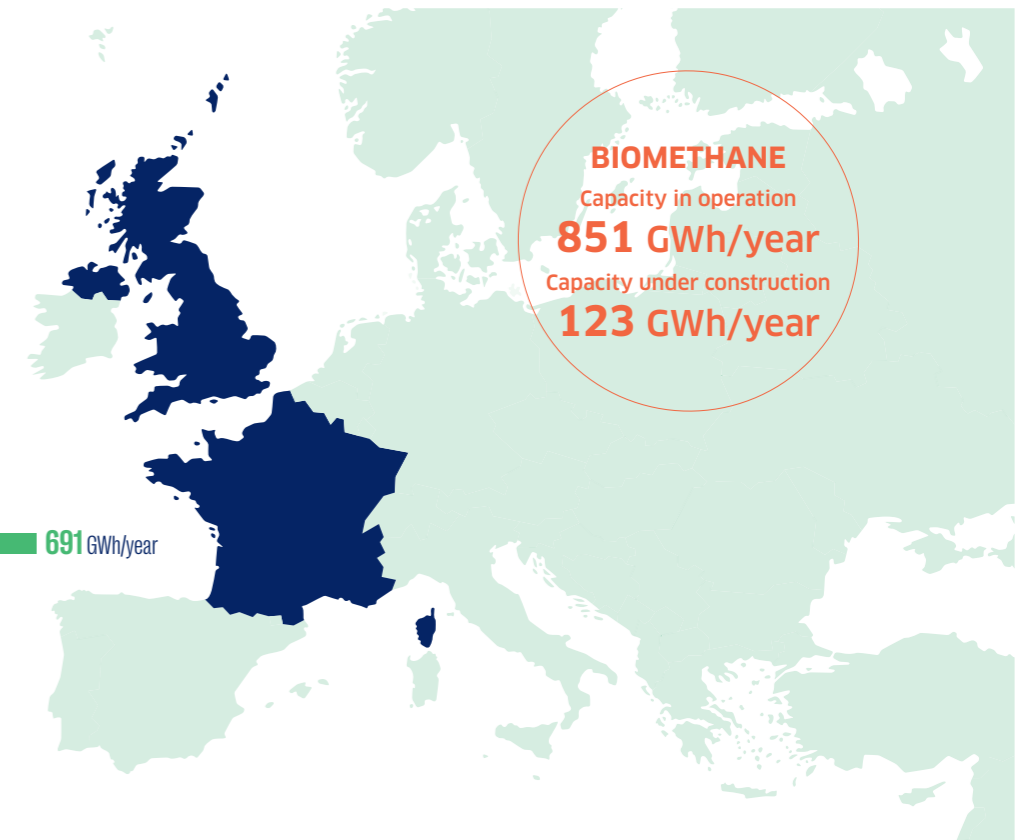 BIOMETHANE
Capacity in operation
851 GWh/year
Capacity under construction
123 GWh/year
691 GWh/year